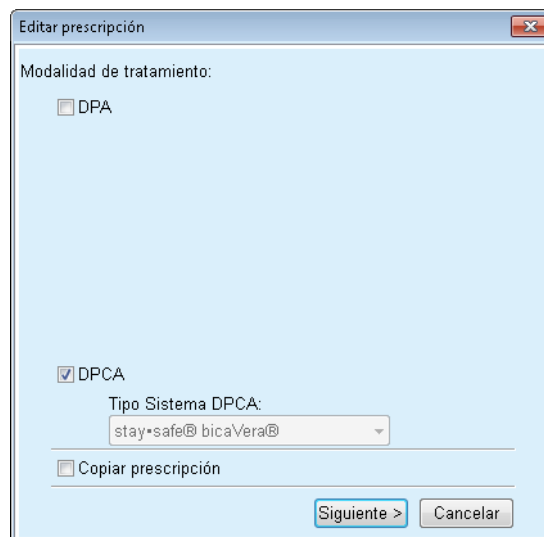 Editar prescripción
Modalidad de tratamiento:
DPA
DPCA
Tipo Sistema DPCA:
stay•safe® bicaVera®
Copiar prescripción
Siguiente > Cancelar